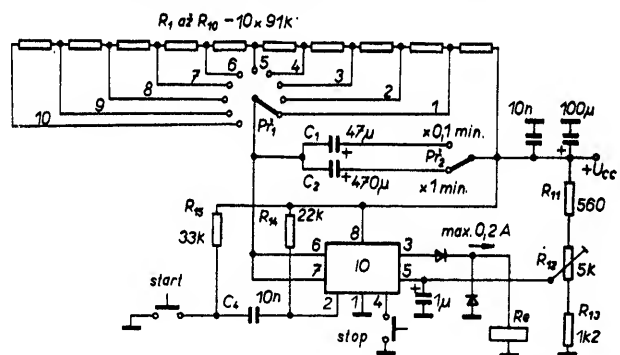 R₁ až R₁₀ – 10 x 91k
6 5 4
7 3
8 2
9 1
10
Př₁
C₁ 47μ x0,1 min.
Př₂
C₂ 470μ x1 min.
10n 100μ
+Ucc
R₁₁ 560
R₁₅ 33k
R₁₄ 22k
8
max. 0,2 A
6 3
7 IO 5
R₁₂ 5k
start
C₄ 10n
2 1 4
1μ
stop
Re
R₁₃ 1k2